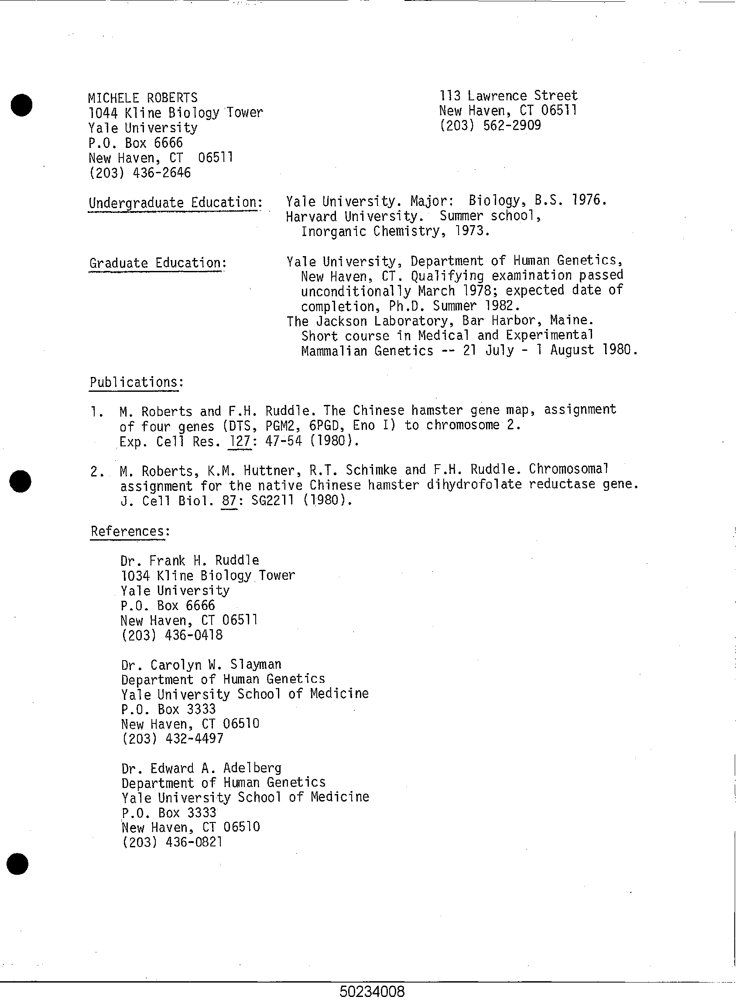 MICHELE ROBERTS
1044 Kline Biology Tower
Yale University
P.O. Box 6666
New Haven, CT 06511
(203) 436-2646
113 Lawrence Street
New Haven, CT 06511
(203) 562-2909
Undergraduate Education: Yale University. Major: Biology, B.S. 1976.
Harvard University. Summer school,
Inorganic Chemistry, 1973.
Graduate Education: Yale University, Department of Human Genetics,
New Haven, CT. Qualifying examination passed
unconditionally March 1978; expected date of
completion, Ph.D. Summer 1982.
The Jackson Laboratory, Bar Harbor, Maine.
Short course in Medical and Experimental
Mammalian Genetics -- 21 July - 1 August 1980.
Publications:
1. M. Roberts and F.H. Ruddle. The Chinese hamster gene map, assignment
of four genes (DTS, PGM2, 6PGD, Eno I) to chromosome 2.
Exp. Cell Res. 127: 47-54 (1980).
2. M. Roberts, K.M. Huttner, R.T. Schimke and F.H. Ruddle. Chromosomal
assignment for the native Chinese hamster dihydrofolate reductase gene.
J. Cell Biol. 87: SG2211 (1980).
References:
Dr. Frank H. Ruddle
1034 Kline Biology Tower
Yale University
P.O. Box 6666
New Haven, CT 06511
(203) 436-0418
Dr. Carolyn W. Slayman
Department of Human Genetics
Yale University School of Medicine
P.O. Box 3333
New Haven, CT 06510
(203) 432-4497
Dr. Edward A. Adelberg
Department of Human Genetics
Yale University School of Medicine
P.O. Box 3333
New Haven, CT 06510
(203) 436-0821
50234008